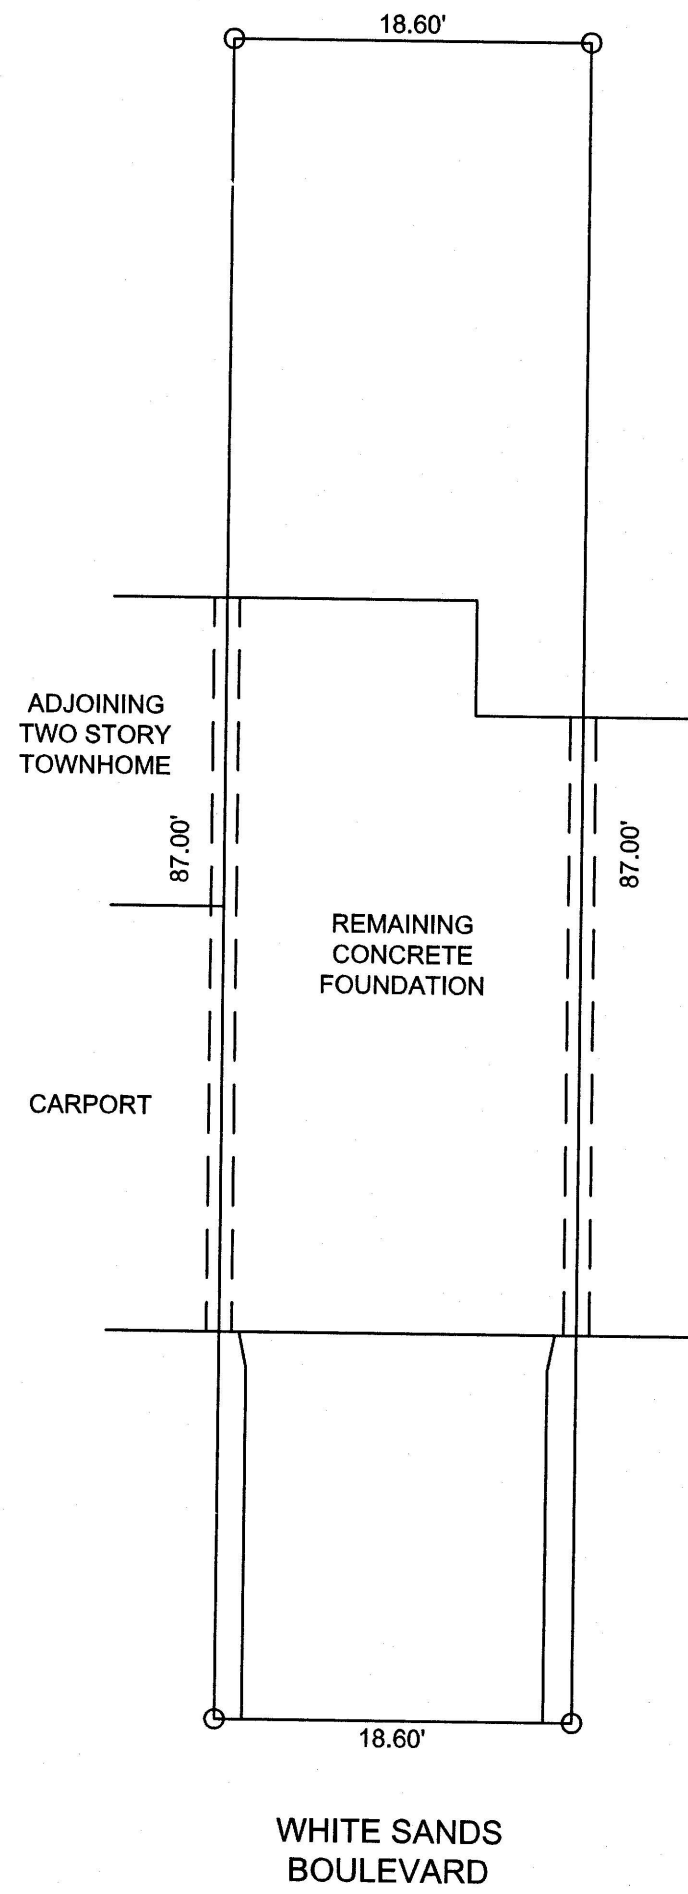 18.60'
ADJOINING
TWO STORY
TOWNHOME
87.00'
87.00'
REMAINING
CONCRETE
FOUNDATION
CARPORT
18.60'
WHITE SANDS
BOULEVARD